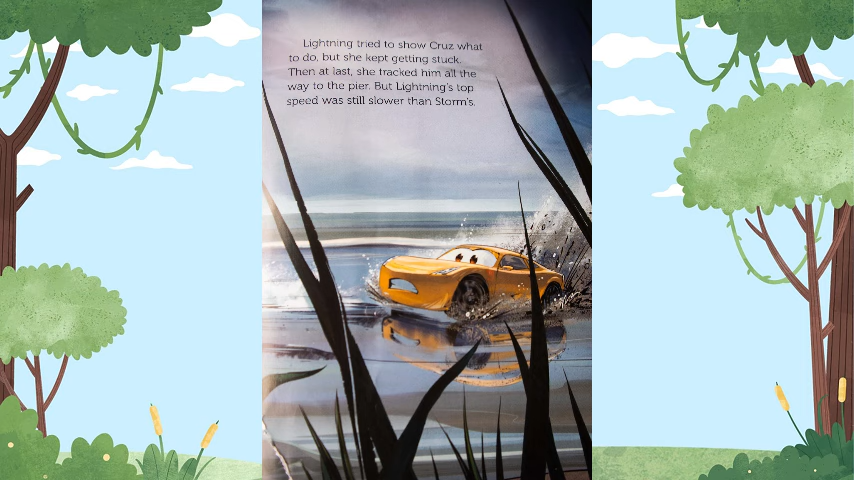 Lightning tried to show Cruz what
to do, but she kept getting stuck.
Then at last, she tracked him all the
way to the pier. But Lightning's top
speed was still slower than Storm's.